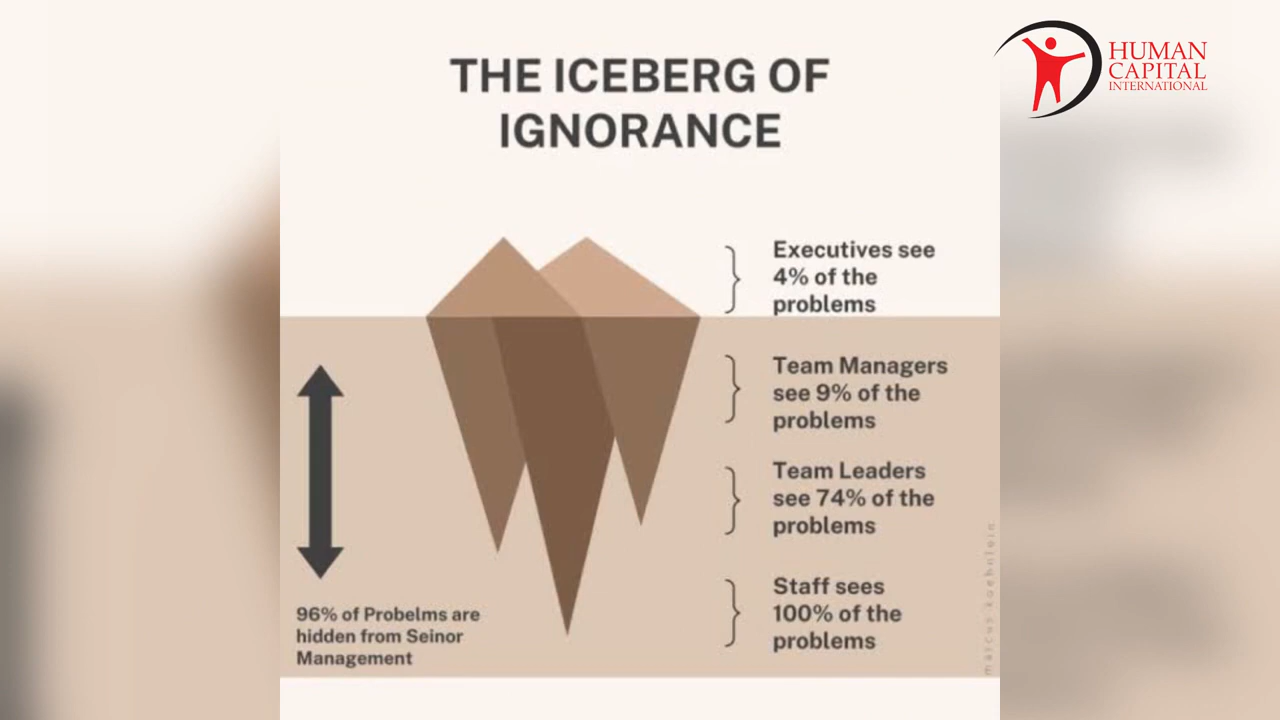 THE ICEBERG OF
IGNORANCE
HUMAN
CAPITAL
INTERNATIONAL
Executives see
4% of the
problems
Team Managers
see 9% of the
problems
Team Leaders
see 74% of the
problems
Staff sees
100% of the
problems
96% of Probelms are
hidden from Seinor
Management
marcus koehnlein